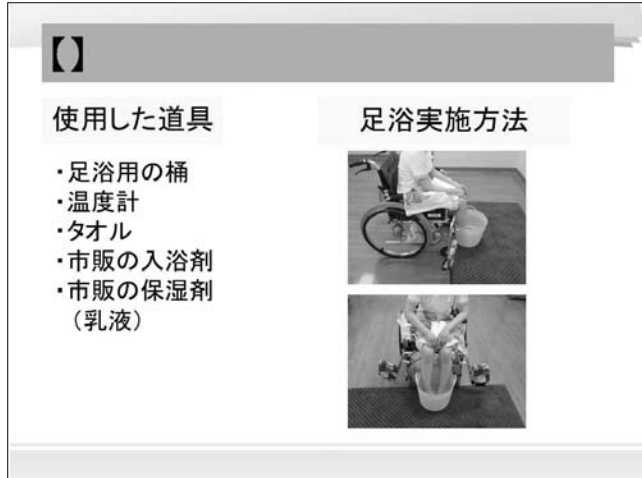 【】
使用した道具
・足浴用の桶
・温度計
・タオル
・市販の入浴剤
・市販の保湿剤
（乳液）
足浴実施方法